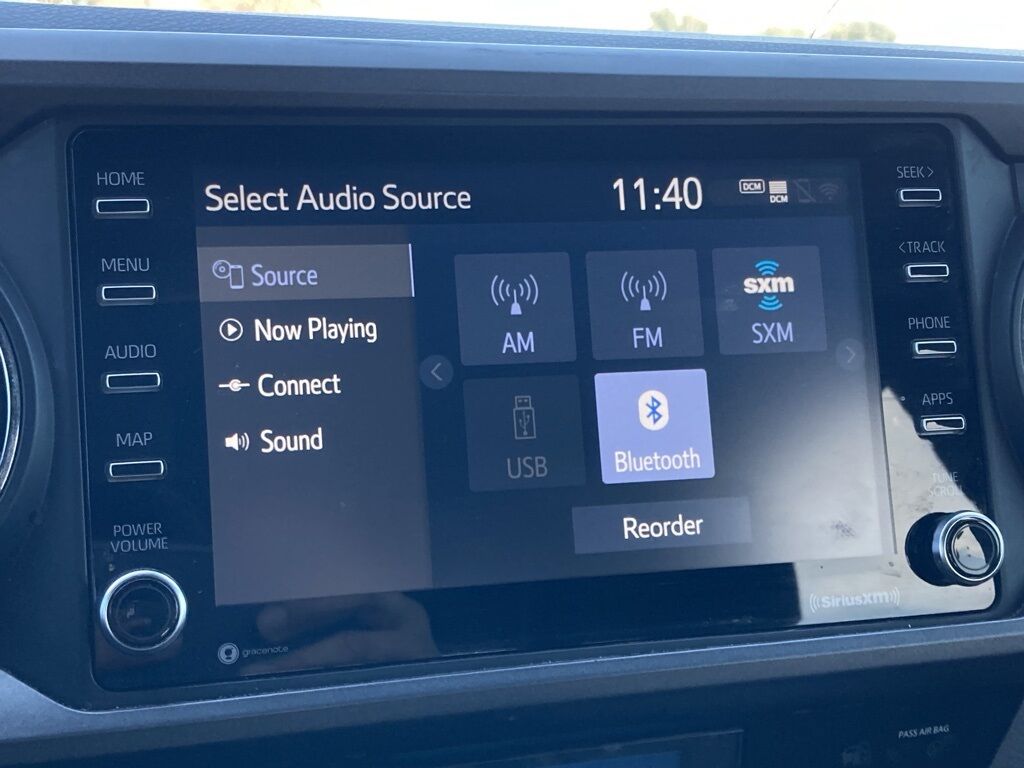 HOME
MENU
AUDIO
MAP
POWER
VOLUME
Select Audio Source
11:40
DCM
DCM
Source
Now Playing
Connect
Sound
AM
FM
sxm
SXM
USB
Bluetooth
Reorder
SEEK>
<TRACK
PHONE
APPS
TUNE
SCROLL
gracenote
((SiriusXM))
PASS AIR BAG